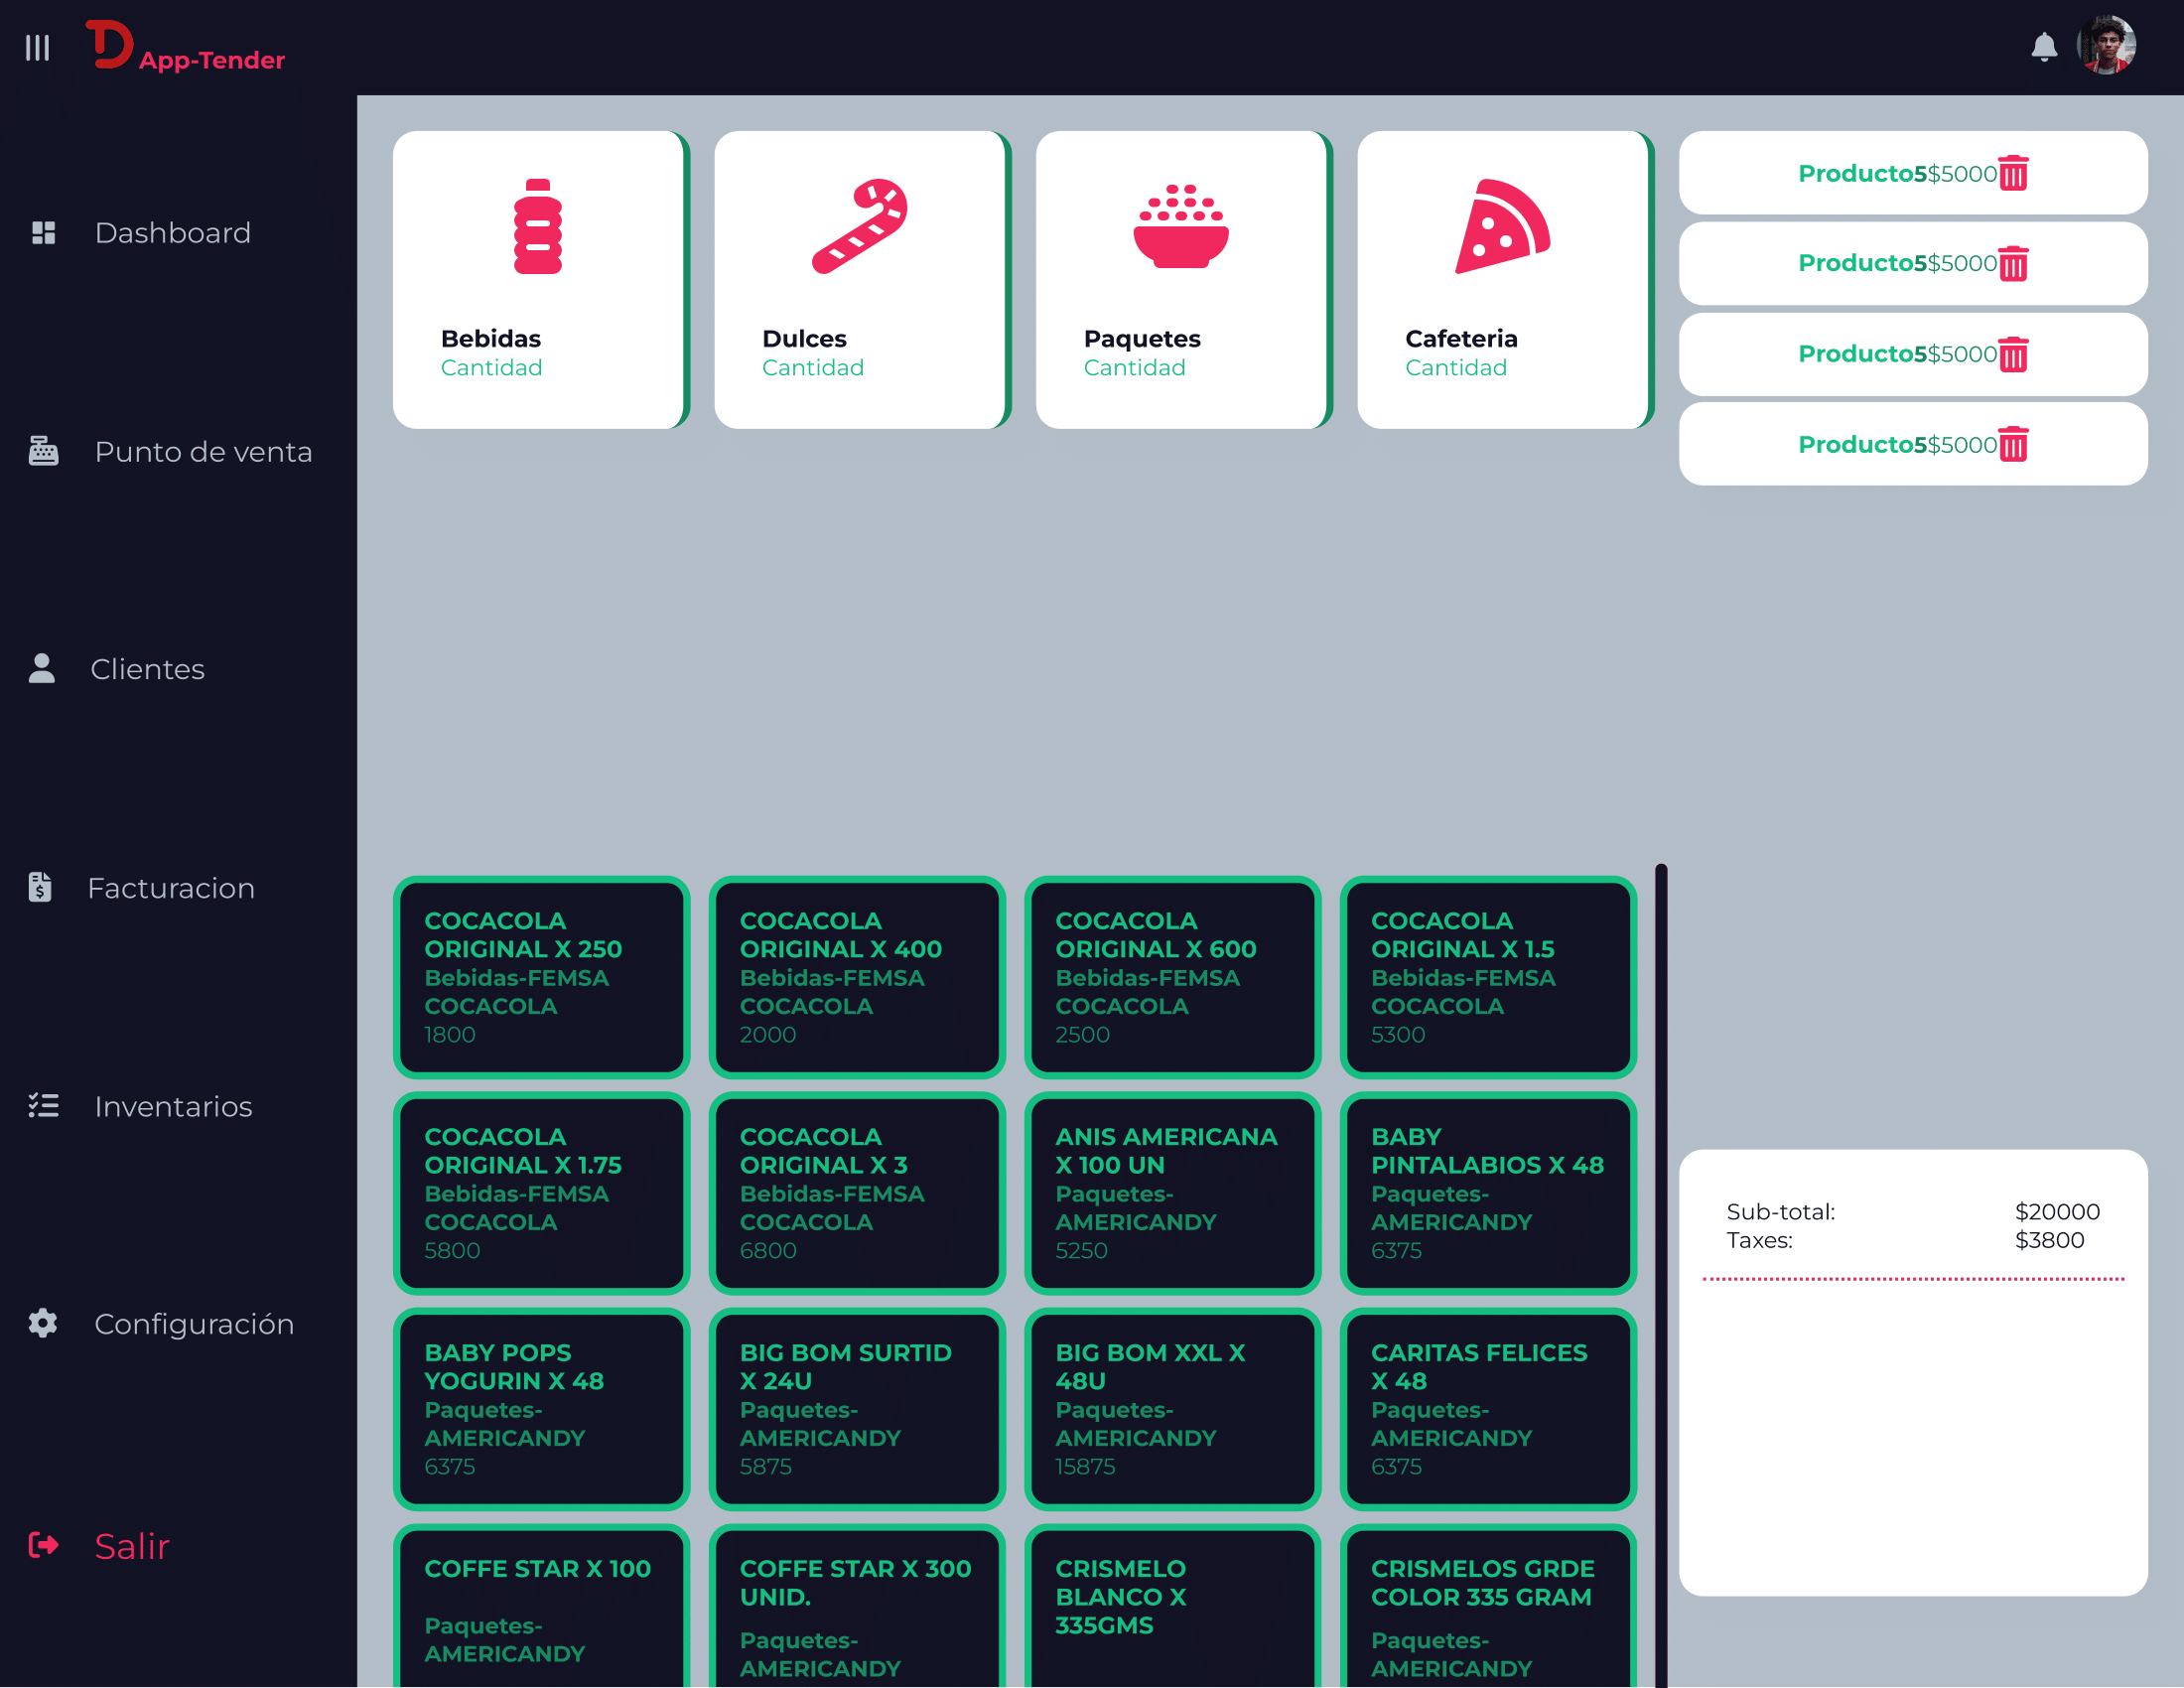 App-Tender
Dashboard
Punto de venta
Clientes
Facturacion
Inventarios
Configuración
Salir
Bebidas
Cantidad
Dulces
Cantidad
Paquetes
Cantidad
Cafeteria
Cantidad
Producto5$5000
Producto5$5000
Producto5$5000
Producto5$5000
COCACOLA
ORIGINAL X 250
Bebidas-FEMSA
COCACOLA
1800
COCACOLA
ORIGINAL X 400
Bebidas-FEMSA
COCACOLA
2000
COCACOLA
ORIGINAL X 600
Bebidas-FEMSA
COCACOLA
2500
COCACOLA
ORIGINAL X 1.5
Bebidas-FEMSA
COCACOLA
5300
COCACOLA
ORIGINAL X 1.75
Bebidas-FEMSA
COCACOLA
5800
COCACOLA
ORIGINAL X 3
Bebidas-FEMSA
COCACOLA
6800
ANIS AMERICANA
X 100 UN
Paquetes-
AMERICANDY
5250
BABY
PINTALABIOS X 48
Paquetes-
AMERICANDY
6375
BABY POPS
YOGURIN X 48
Paquetes-
AMERICANDY
6375
BIG BOM SURTID
X 24U
Paquetes-
AMERICANDY
5875
BIG BOM XXL X
48U
Paquetes-
AMERICANDY
15875
CARITAS FELICES
X 48
Paquetes-
AMERICANDY
6375
COFFE STAR X 100
Paquetes-
AMERICANDY
COFFE STAR X 300
UNID.
Paquetes-
AMERICANDY
CRISMELO
BLANCO X
335GMS
CRISMELOS GRDE
COLOR 335 GRAM
Paquetes-
AMERICANDY
Sub-total: $20000
Taxes: $3800